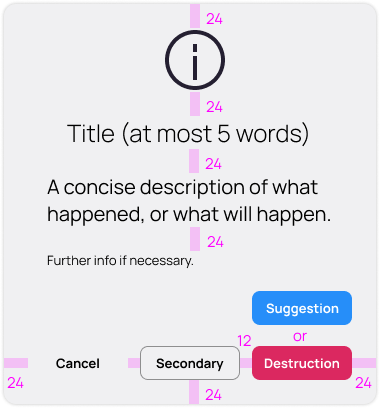 24
24
Title (at most 5 words)
24
A concise description of what
happened, or what will happen.
24
Further info if necessary.
Suggestion
12 or
Cancel Secondary Destruction
24 24 24